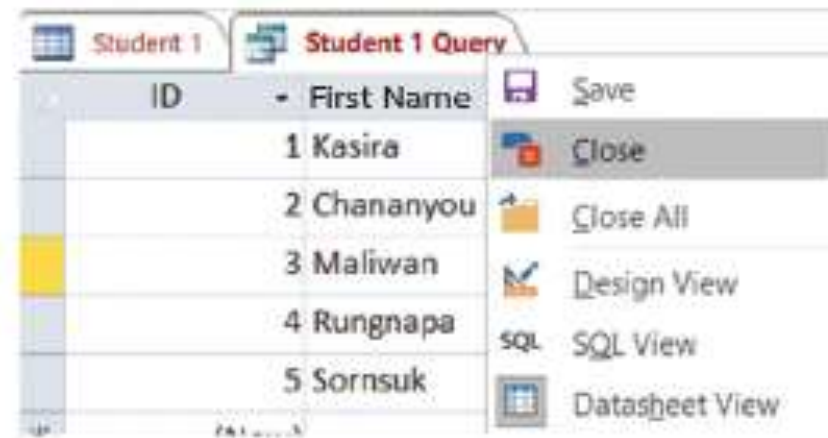 Student 1 Student 1 Query
ID First Name
1 Kasira
2 Chananyou
3 Maliwan
4 Rungnapa
5 Sornsuk
Save
Close
Close All
Design View
SQL SQL View
Datasheet View